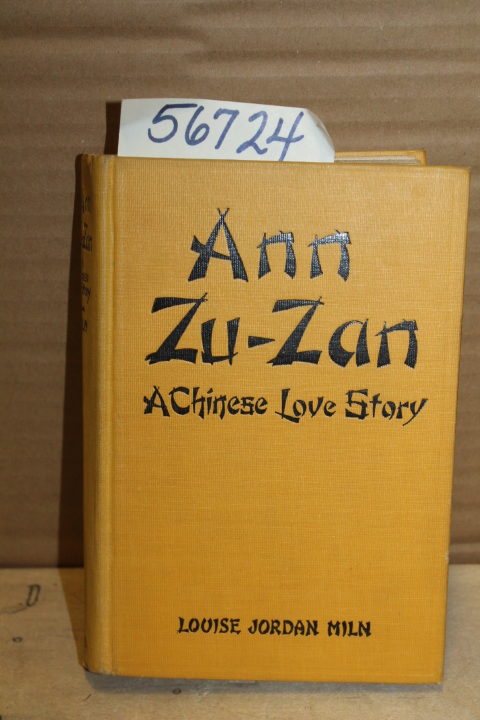 56724
Ann
Zu-Zan
A Chinese Love Story
LOUISE JORDAN MILN
D